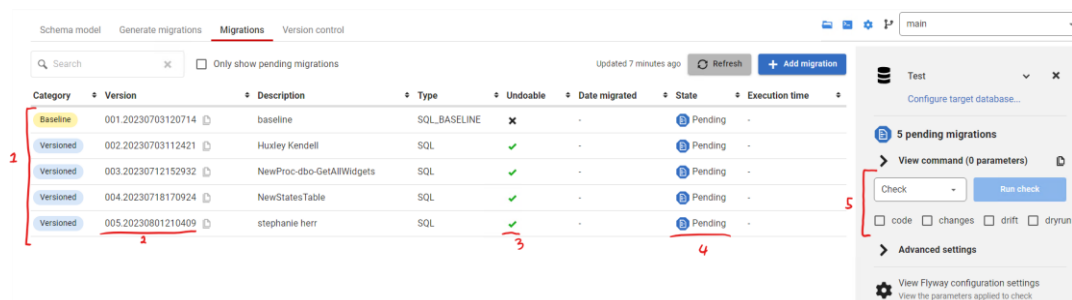 Schema model Generate migrations Migrations Version control main
Search Only show pending migrations Updated 7 minutes ago Refresh + Add migration
Test
Configure target database...
Category Version Description Type Undoable Date migrated State Execution time
Baseline 001.20230703120714 baseline SQL_BASELINE - Pending -
Versioned 002.20230703112421 Huxley Kendell SQL - Pending -
Versioned 003.20230712152932 NewProc-dbo-GetAllWidgets SQL - Pending -
Versioned 004.20230718170924 NewStatesTable SQL - Pending -
Versioned 005.20230801210409 stephanie herr SQL - Pending -
1
2
3
4
5 pending migrations
View command (0 parameters)
Check Run check
5
code changes drift dryrun
Advanced settings
View Flyway configuration settings
View the parameters applied to check